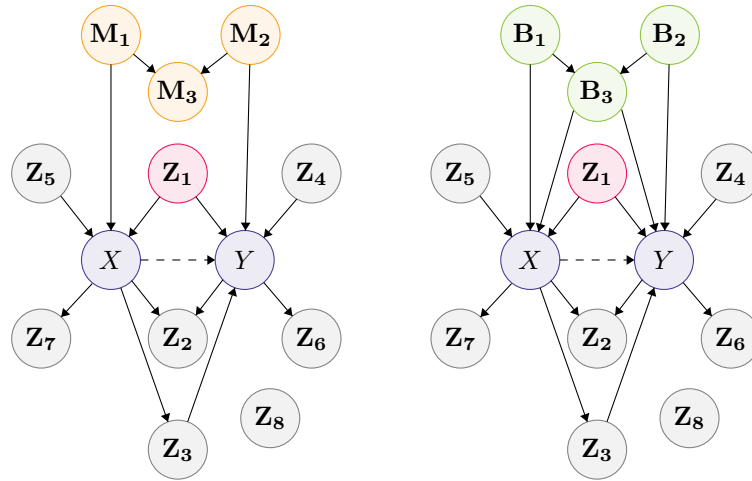 M₁ M₂ B₁ B₂
M₃ B₃
Z₅ Z₁ Z₄ Z₅ Z₁ Z₄
X Y X Y
Z₇ Z₂ Z₆ Z₇ Z₂ Z₆
Z₈ Z₈
Z₃ Z₃